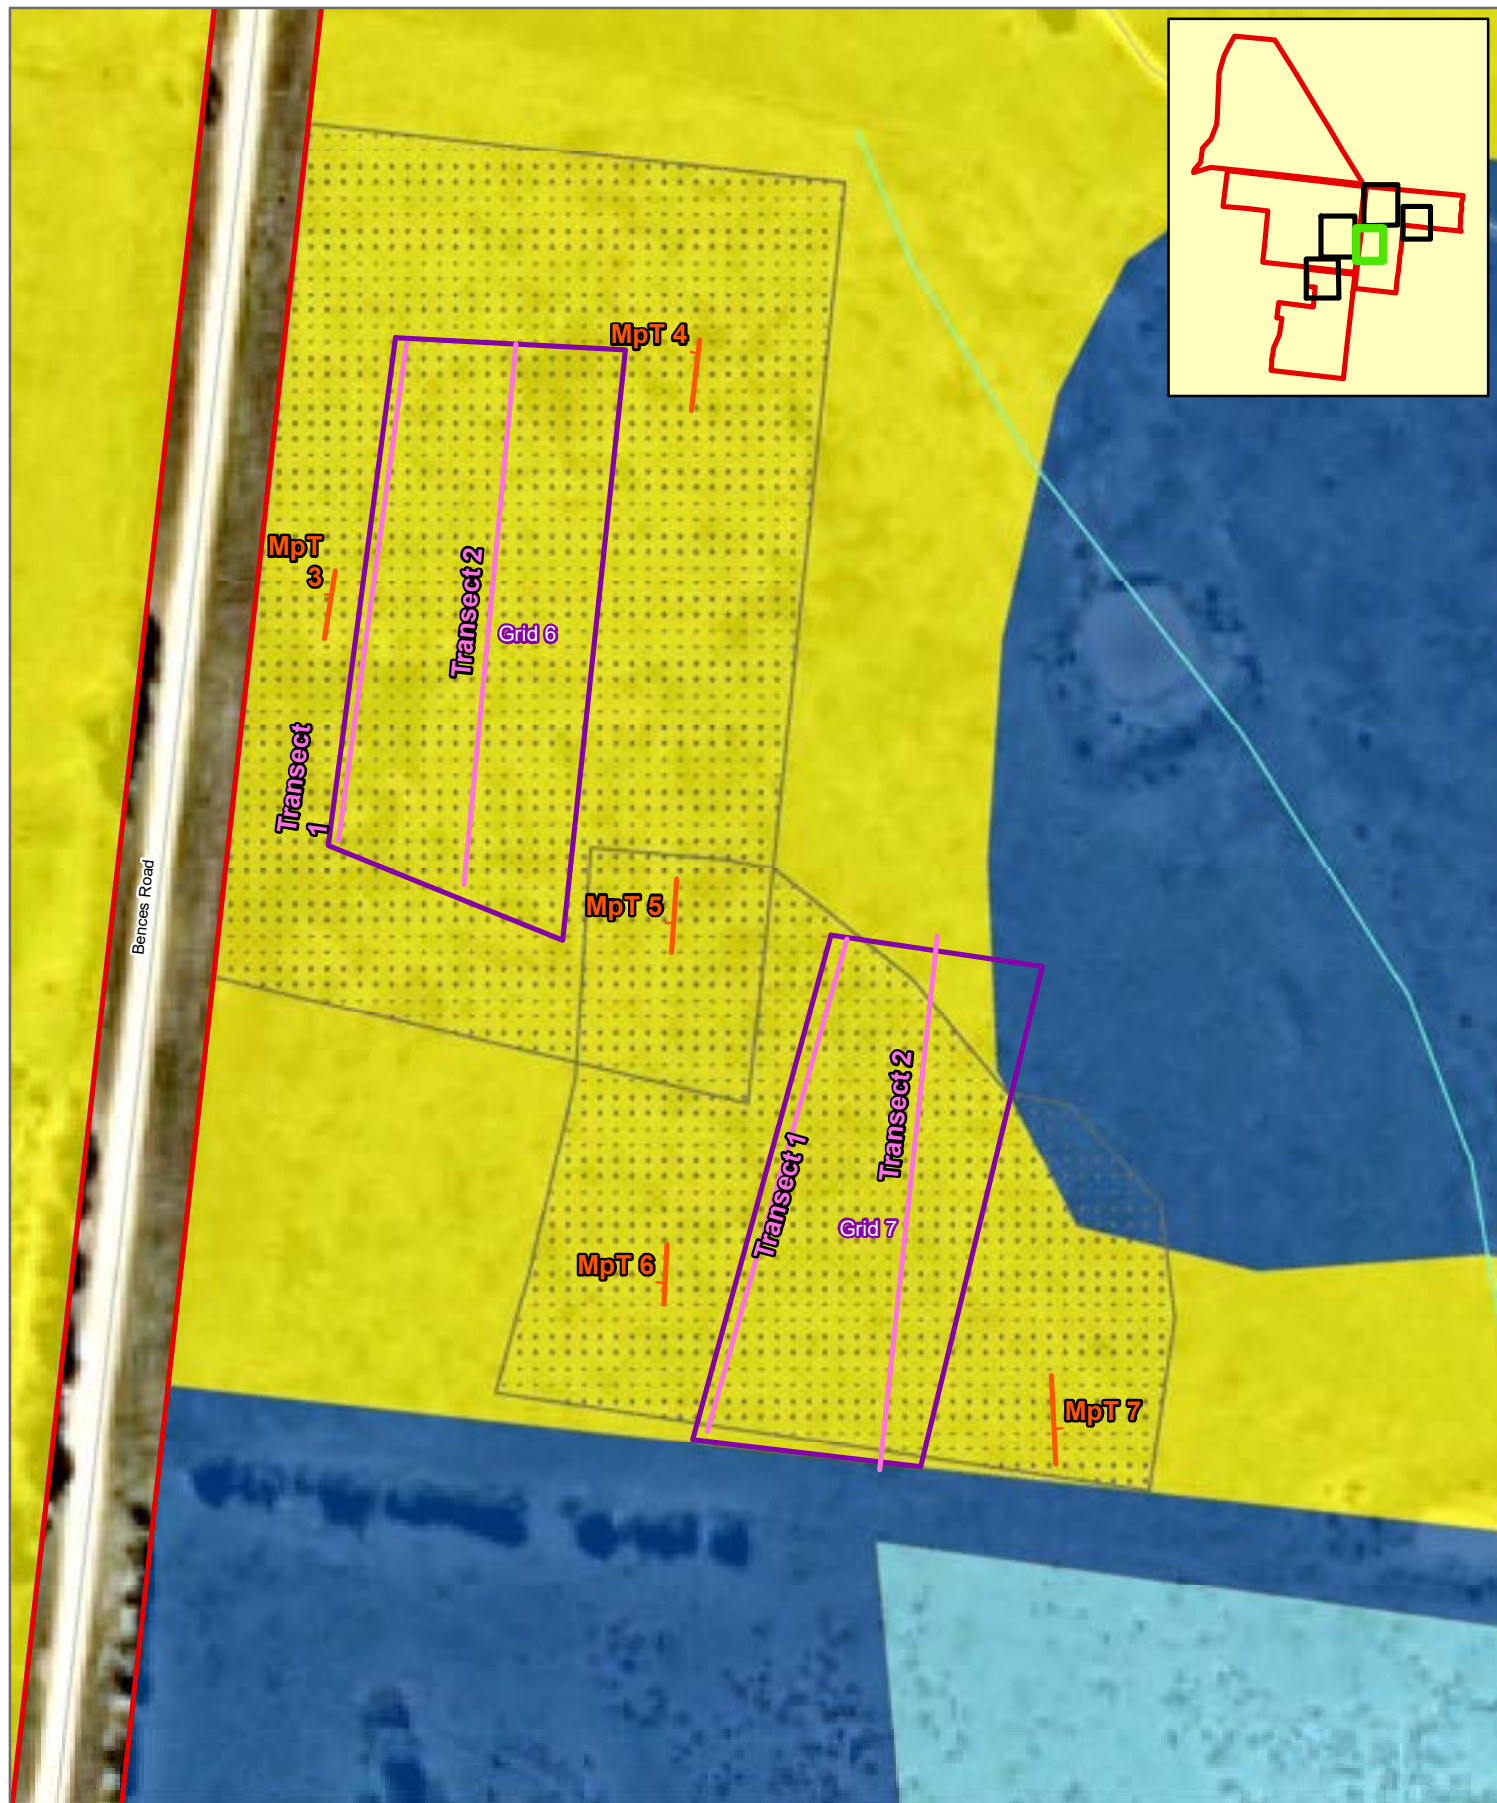 MpT 4
MpT
3
Transect 2
Grid 6
Transect
1
Bences Road
MpT 5
Transect 2
Transect 1
Grid 7
MpT 6
MpT 7